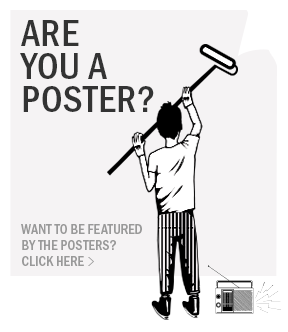 ARE
YOU A
POSTER?
WANT TO BE FEATURED
BY THE POSTERS?
CLICK HERE >